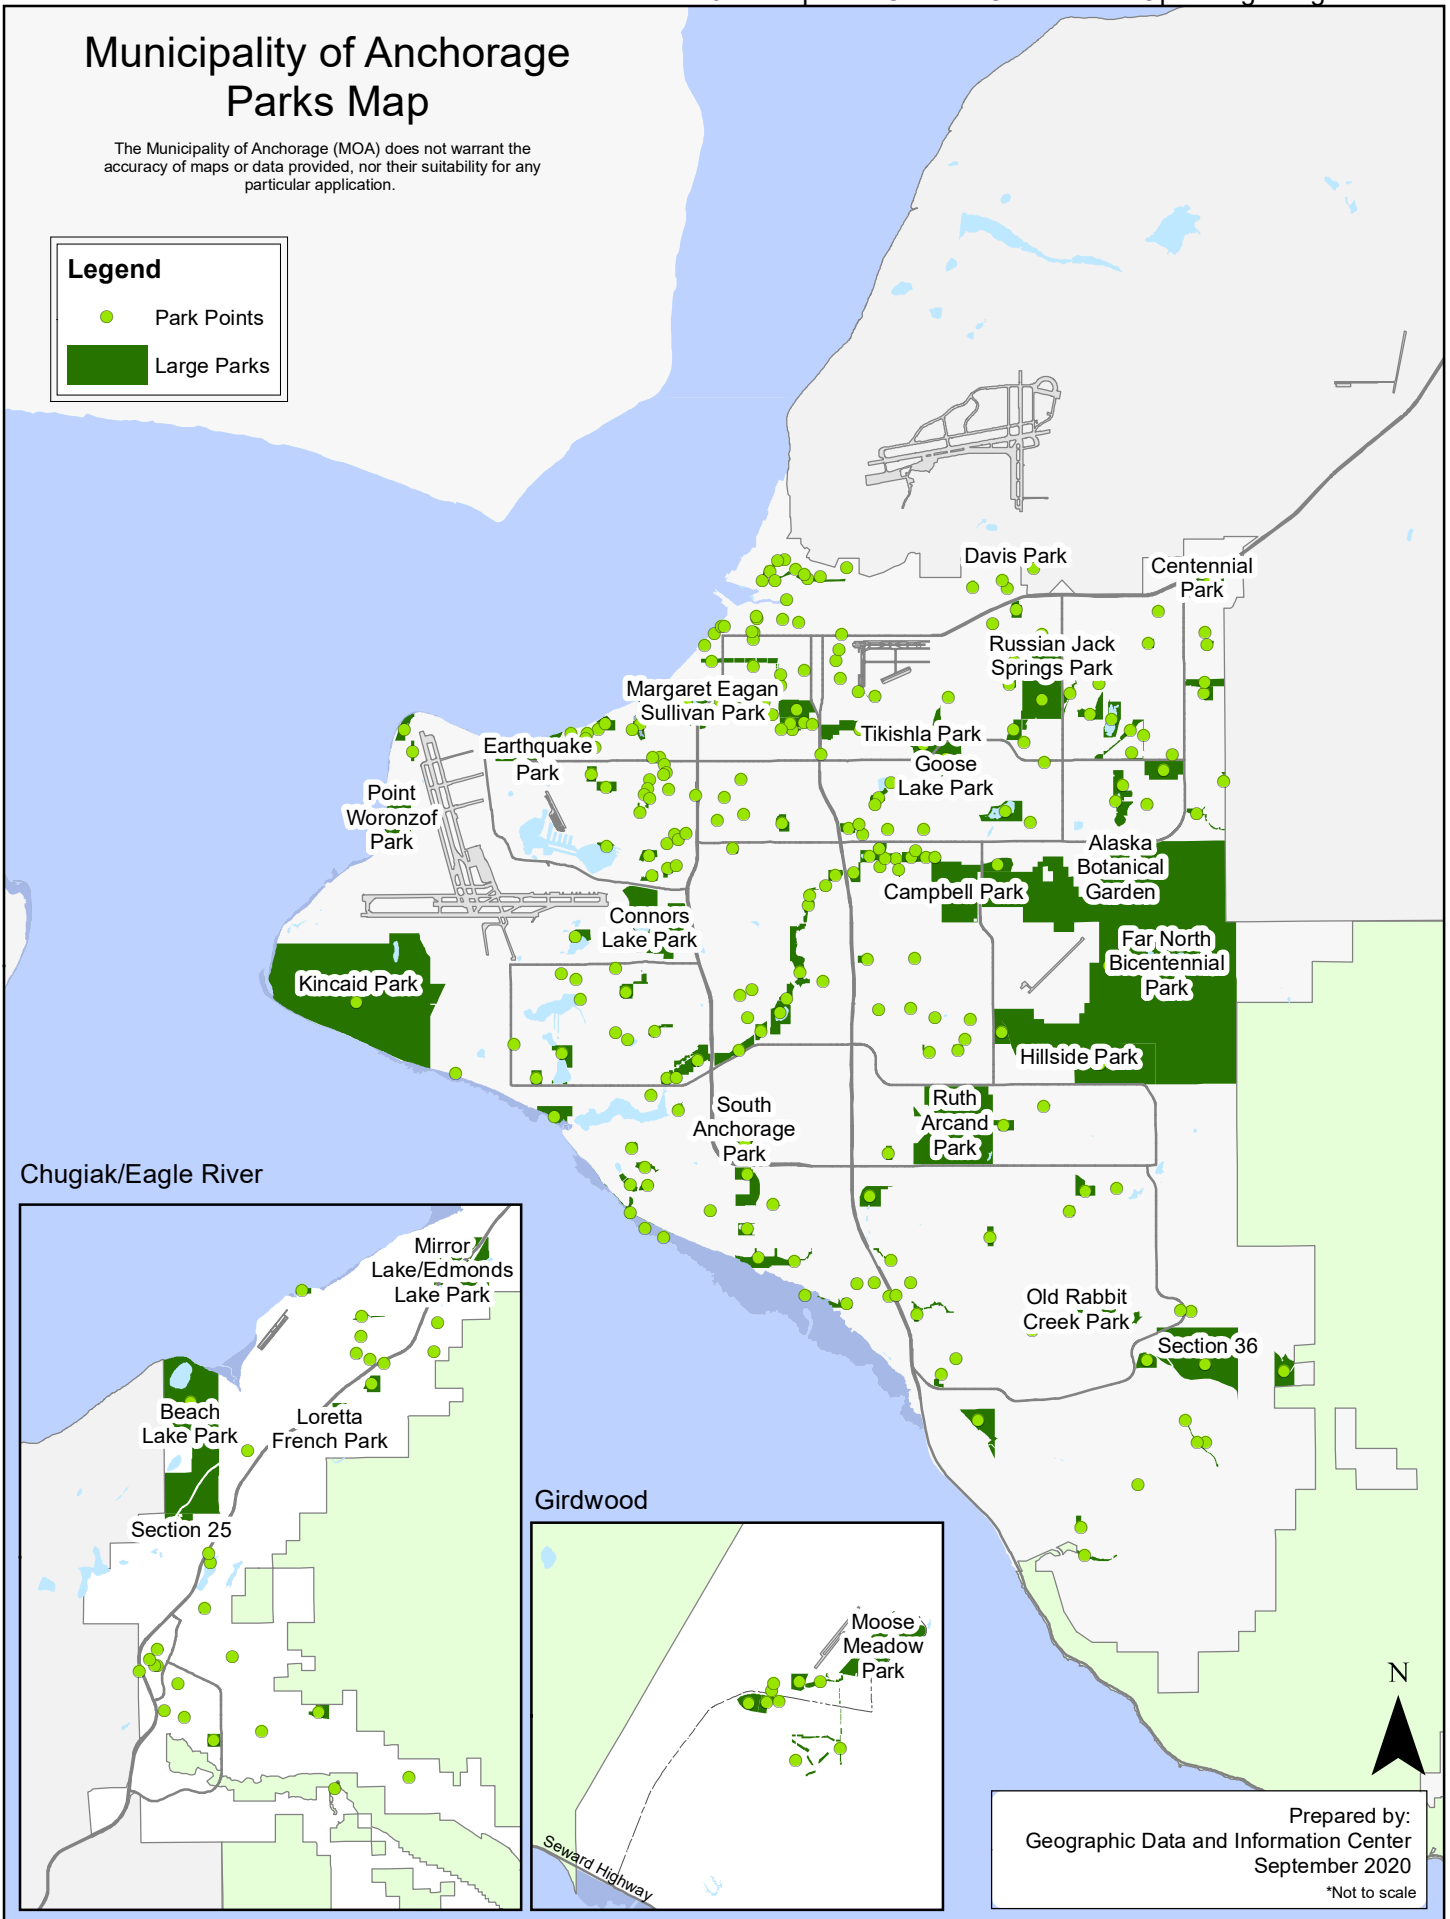 Municipality of Anchorage
Parks Map
The Municipality of Anchorage (MOA) does not warrant the
accuracy of maps or data provided, nor their suitability for any
particular application.
Legend
Park Points
Large Parks
Davis Park
Centennial
Park
Russian Jack
Springs Park
Margaret Eagan
Sullivan Park
Tikishla Park
Earthquake
Park
Goose
Lake Park
Point
Woronzof
Park
Alaska
Botanical
Garden
Campbell Park
Connors
Lake Park
Far North
Bicentennial
Park
Kincaid Park
Hillside Park
South
Anchorage
Park
Ruth
Arcand
Park
Old Rabbit
Creek Park
Section 36
Chugiak/Eagle River
Mirror
Lake/Edmonds
Lake Park
Beach
Lake Park
Loretta
French Park
Section 25
Girdwood
Moose
Meadow
Park
Seward Highway
N
Prepared by:
Geographic Data and Information Center
September 2020
*Not to scale